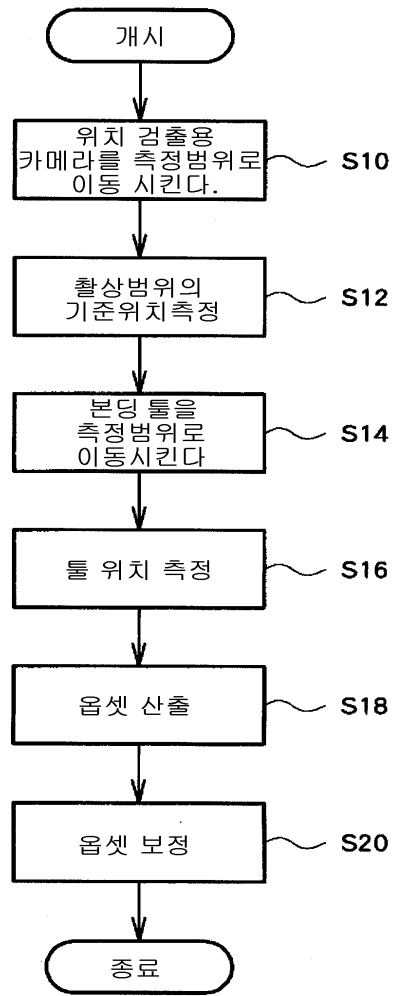 개시
위치 검출용
카메라를 측정범위로
이동 시킨다.
S10
촬상범위의
기준위치측정
S12
본딩 툴을
측정범위로
이동시킨다
S14
툴 위치 측정
S16
옵셋 산출
S18
옵셋 보정
S20
종료